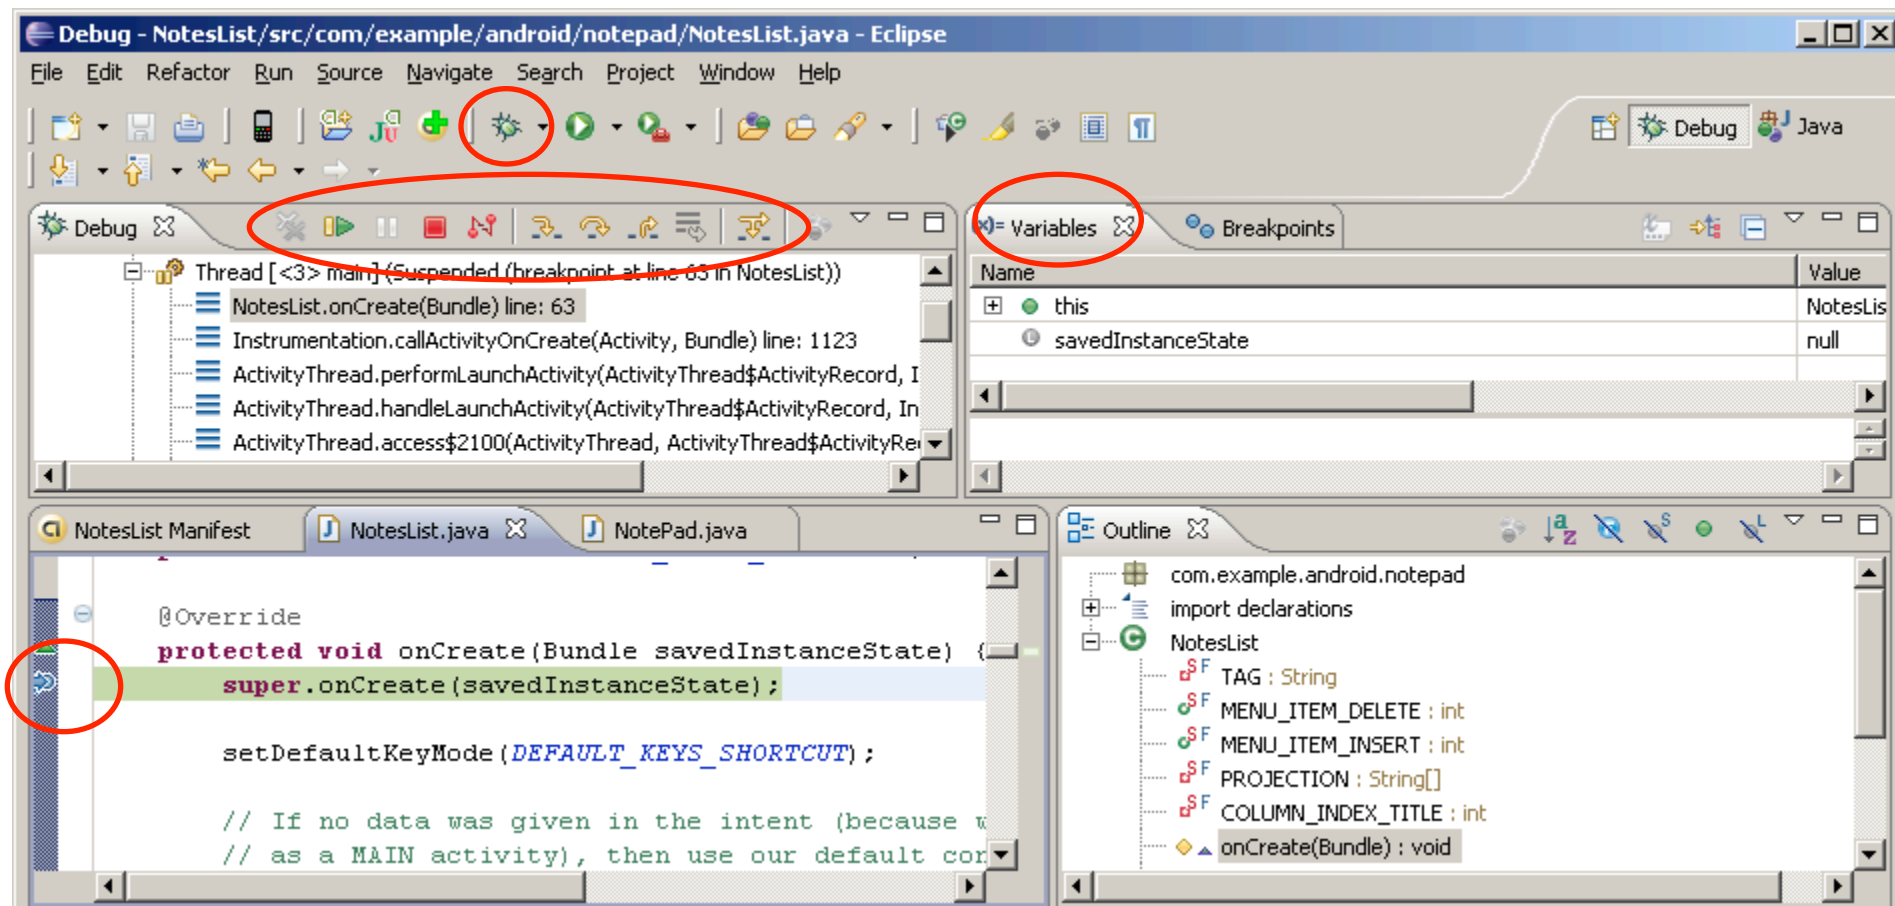 Debug - NotesList/src/com/example/android/notepad/NotesList.java - Eclipse
File Edit Refactor Run Source Navigate Search Project Window Help
Debug Java
Debug
Thread [<3> main] (Suspended (breakpoint at line 63 in NotesList))
NotesList.onCreate(Bundle) line: 63
Instrumentation.callActivityOnCreate(Activity, Bundle) line: 1123
ActivityThread.performLaunchActivity(ActivityThread$ActivityRecord, I
ActivityThread.handleLaunchActivity(ActivityThread$ActivityRecord, In
ActivityThread.access$2100(ActivityThread, ActivityThread$ActivityRe
(x)= Variables Breakpoints
Name Value
this NotesLis
savedInstanceState null
NotesList Manifest NotesList.java NotePad.java
@Override
protected void onCreate(Bundle savedInstanceState) {
super.onCreate(savedInstanceState);
setDefaultKeyMode(DEFAULT_KEYS_SHORTCUT);
// If no data was given in the intent (because w
// as a MAIN activity), then use our default con
Outline
com.example.android.notepad
import declarations
NotesList
TAG : String
MENU_ITEM_DELETE : int
MENU_ITEM_INSERT : int
PROJECTION : String[]
COLUMN_INDEX_TITLE : int
onCreate(Bundle) : void